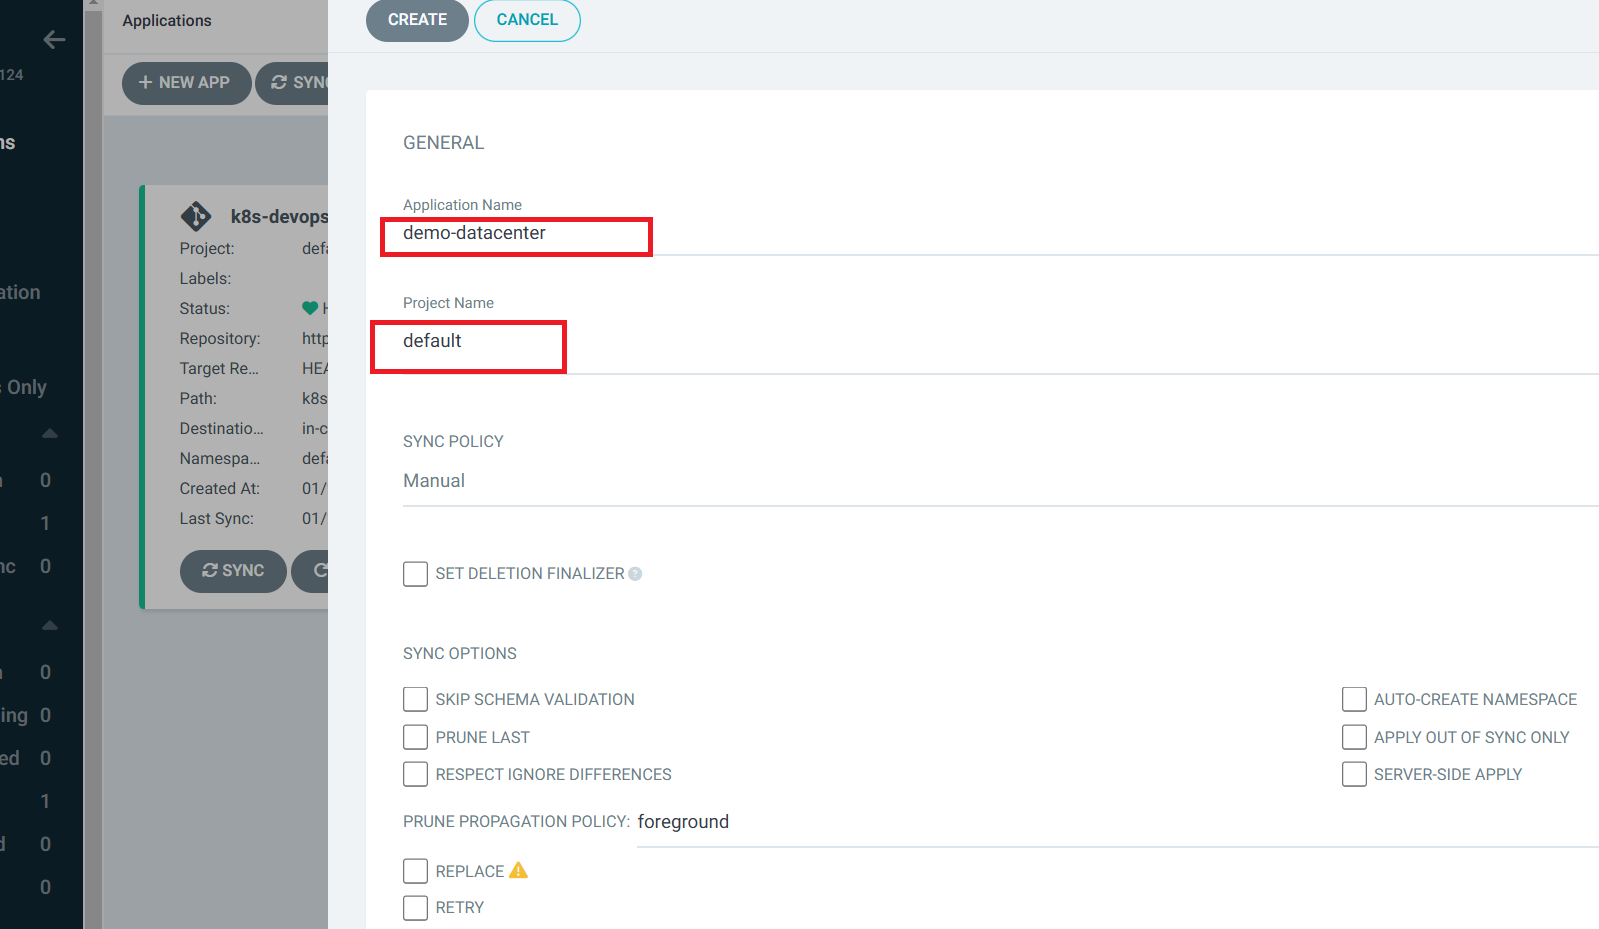 124
ns
ation
s Only
0
1
nc 0
0
ing 0
ed 0
1
d 0
0
Applications
+ NEW APP
SYNC
k8s-devops
Project: defa
Labels:
Status: H
Repository: http
Target Re... HEA
Path: k8s
Destinatio... in-c
Namespa... defa
Created At: 01/
Last Sync: 01/
SYNC
CREATE
CANCEL
GENERAL
Application Name
demo-datacenter
Project Name
default
SYNC POLICY
Manual
SET DELETION FINALIZER ?
SYNC OPTIONS
SKIP SCHEMA VALIDATION
AUTO-CREATE NAMESPACE
PRUNE LAST
APPLY OUT OF SYNC ONLY
RESPECT IGNORE DIFFERENCES
SERVER-SIDE APPLY
PRUNE PROPAGATION POLICY: foreground
REPLACE
RETRY